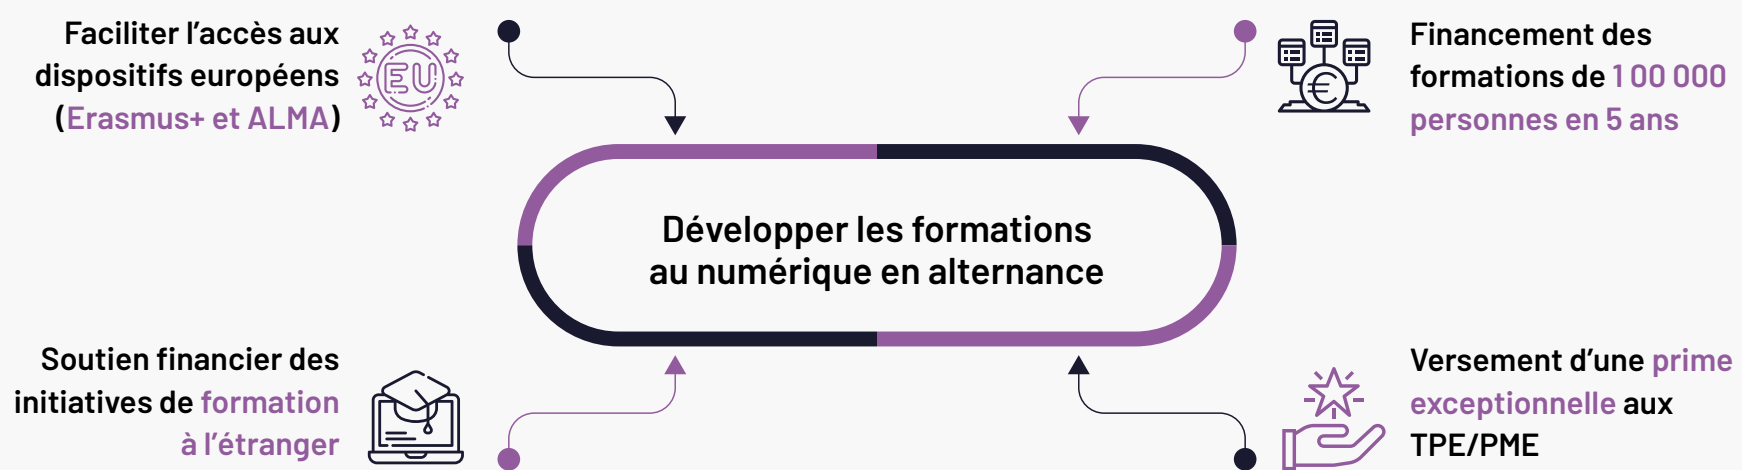 Faciliter l'accès aux
dispositifs européens
(Erasmus+ et ALMA)
EU
Financement des
formations de 1 00 000
personnes en 5 ans
€
Développer les formations
au numérique en alternance
Soutien financier des
initiatives de formation
à l'étranger
Versement d'une prime
exceptionnelle aux
TPE/PME